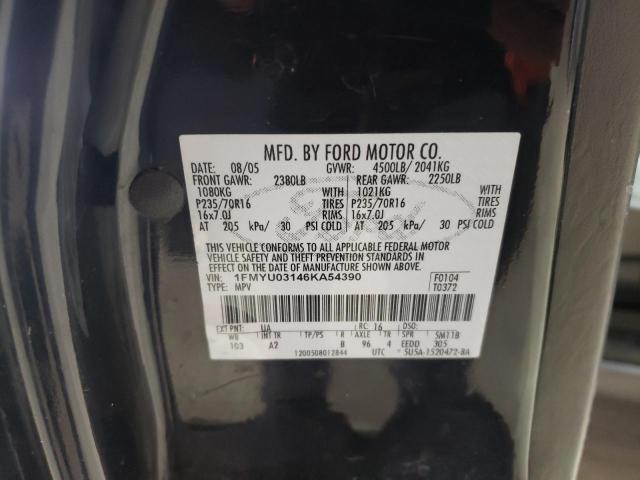 MFD. BY FORD MOTOR CO.
DATE: 08/05 GVWR: 4500LB/ 2041KG
FRONT GAWR: 2380LB REAR GAWR: 2250LB
1080KG WITH 1021KG WITH
P235/70R16 TIRES P235/70R16 TIRES
16x7.0J RIMS 16x7.0J RIMS
AT 205 kPa/ 30 PSI COLD AT 205 kPa/ 30 PSI COLD
THIS VEHICLE CONFORMS TO ALL APPLICABLE FEDERAL MOTOR
VEHICLE SAFETY AND THEFT PREVENTION STANDARDS IN
EFFECT ON THE DATE OF MANUFACTURE SHOWN ABOVE.
VIN: 1FMYU03146KA54390 F0104
TYPE: MPV T0372
EXT PNT: UA RC: 16 DSO:
WB INT TR TP/PS R AXLE TR SPR 5M11B
103 A2 B 96 4 EEDD 305
1200508012844 UTC 5U5A-1520472-BA